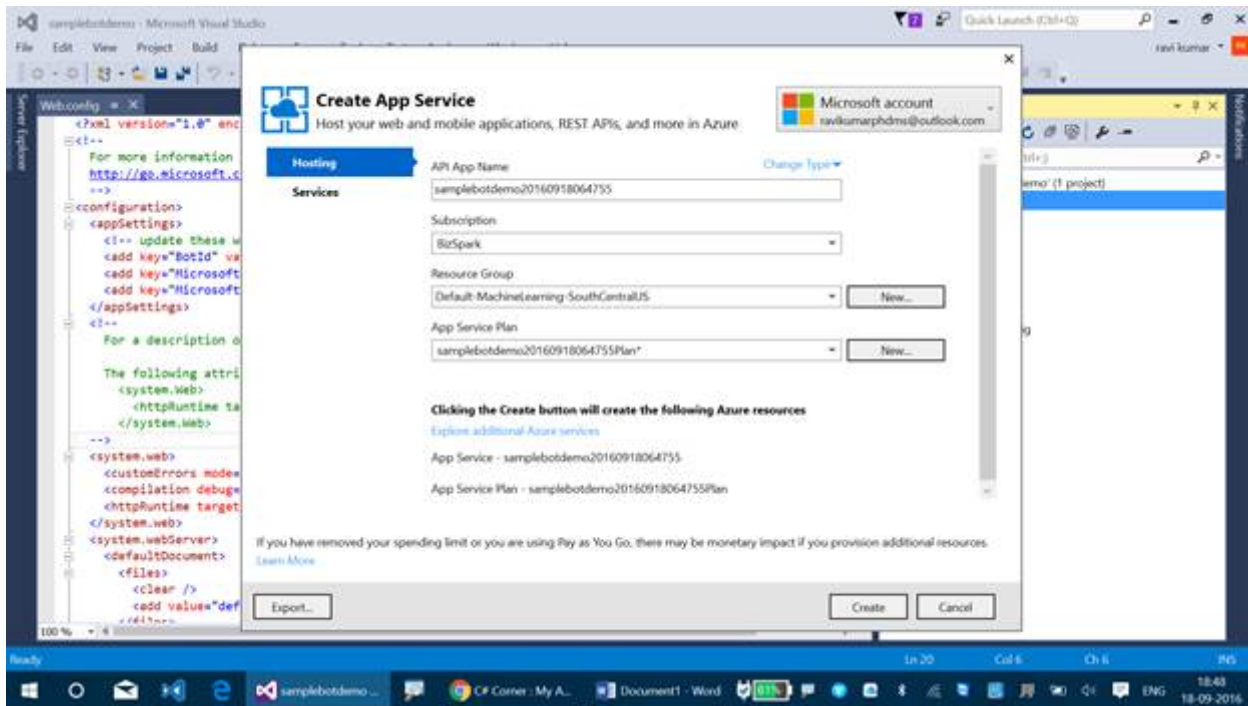 samplebotdemo - Microsoft Visual Studio
Quick Launch (Ctrl+Q)
File Edit View Project Build
ravi kumar
Server Explorer
Web.config
Notifications
<?xml version="1.0" enc
<!--
For more information
http://go.microsoft.c
-->
<configuration>
<appSettings>
<!-- update these w
<add key="BotId" va
<add key="Microsoft
<add key="Microsoft
</appSettings>
<!--
For a description o
The following attri
<system.Web>
<httpRuntime ta
</system.Web>
-->
<system.web>
<customErrors mode=
<compilation debug=
<httpRuntime target
</system.web>
<system.webServer>
<defaultDocument>
<files>
<clear />
<add value="def
</files>
100 %
Create App Service
Host your web and mobile applications, REST APIs, and more in Azure
Microsoft account
ravikumarphdms@outlook.com
Hosting
Services
API App Name
Change Type
samplebotdemo20160918064755
Subscription
BizSpark
Resource Group
Default-MachineLearning-SouthCentralUS
New...
App Service Plan
samplebotdemo20160918064755Plan*
New...
Clicking the Create button will create the following Azure resources
Explore additional Azure services
App Service - samplebotdemo20160918064755
App Service Plan - samplebotdemo20160918064755Plan
If you have removed your spending limit or you are using Pay as You Go, there may be monetary impact if you provision additional resources.
Learn More
Export...
Create
Cancel
emo' (1 project)
Ready
Ln 20 Col 6 Ch 6 INS
samplebotdemo ...
C# Corner : My A...
Document1 - Word
ENG
18:48
18-09-2016